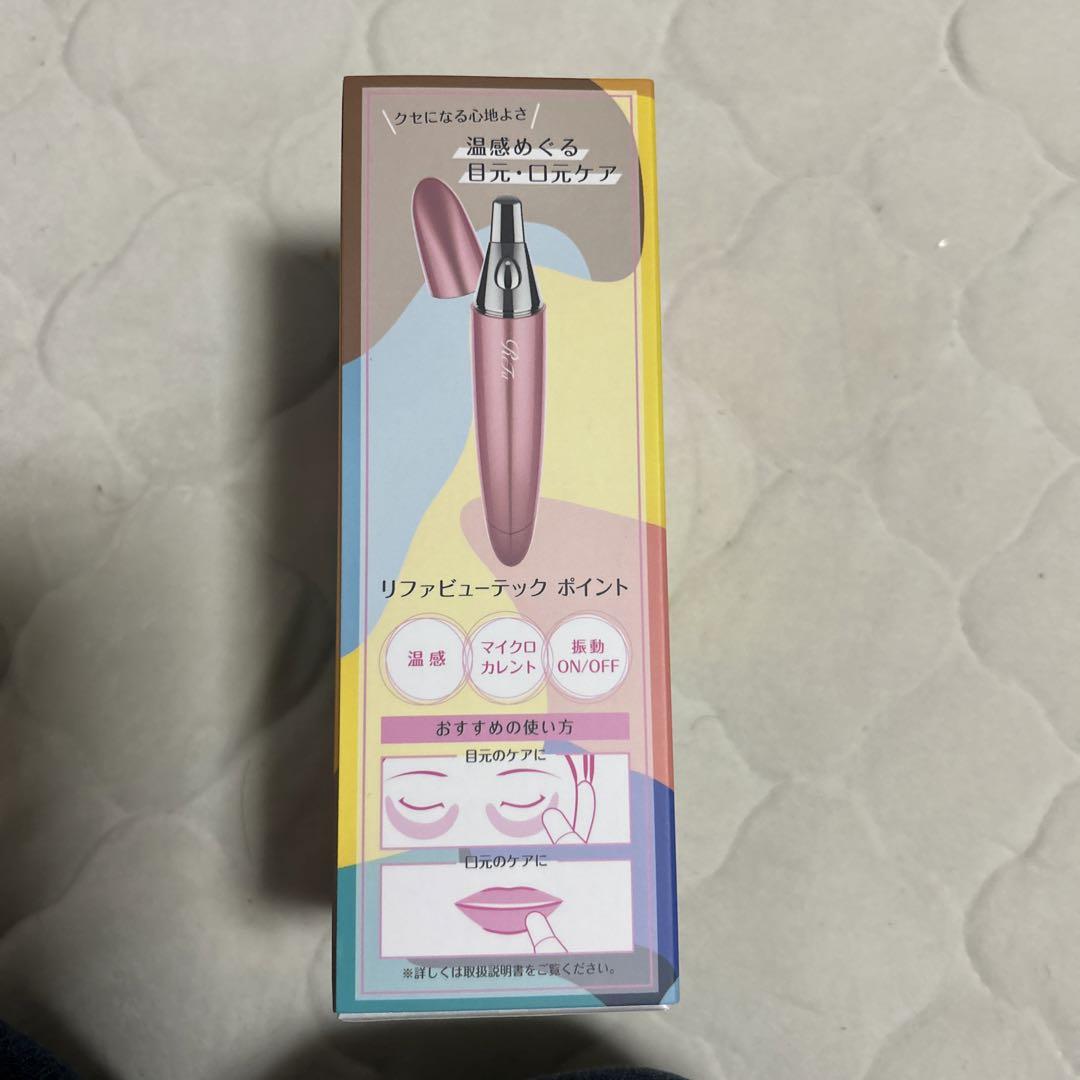 クセになる心地よさ
温感めぐる
目元・口元ケア
ReFa
リファビューテック ポイント
温感
マイクロ
カレント
振動
ON/OFF
おすすめの使い方
目元のケアに
口元のケアに
※詳しくは取扱説明書をご覧ください。